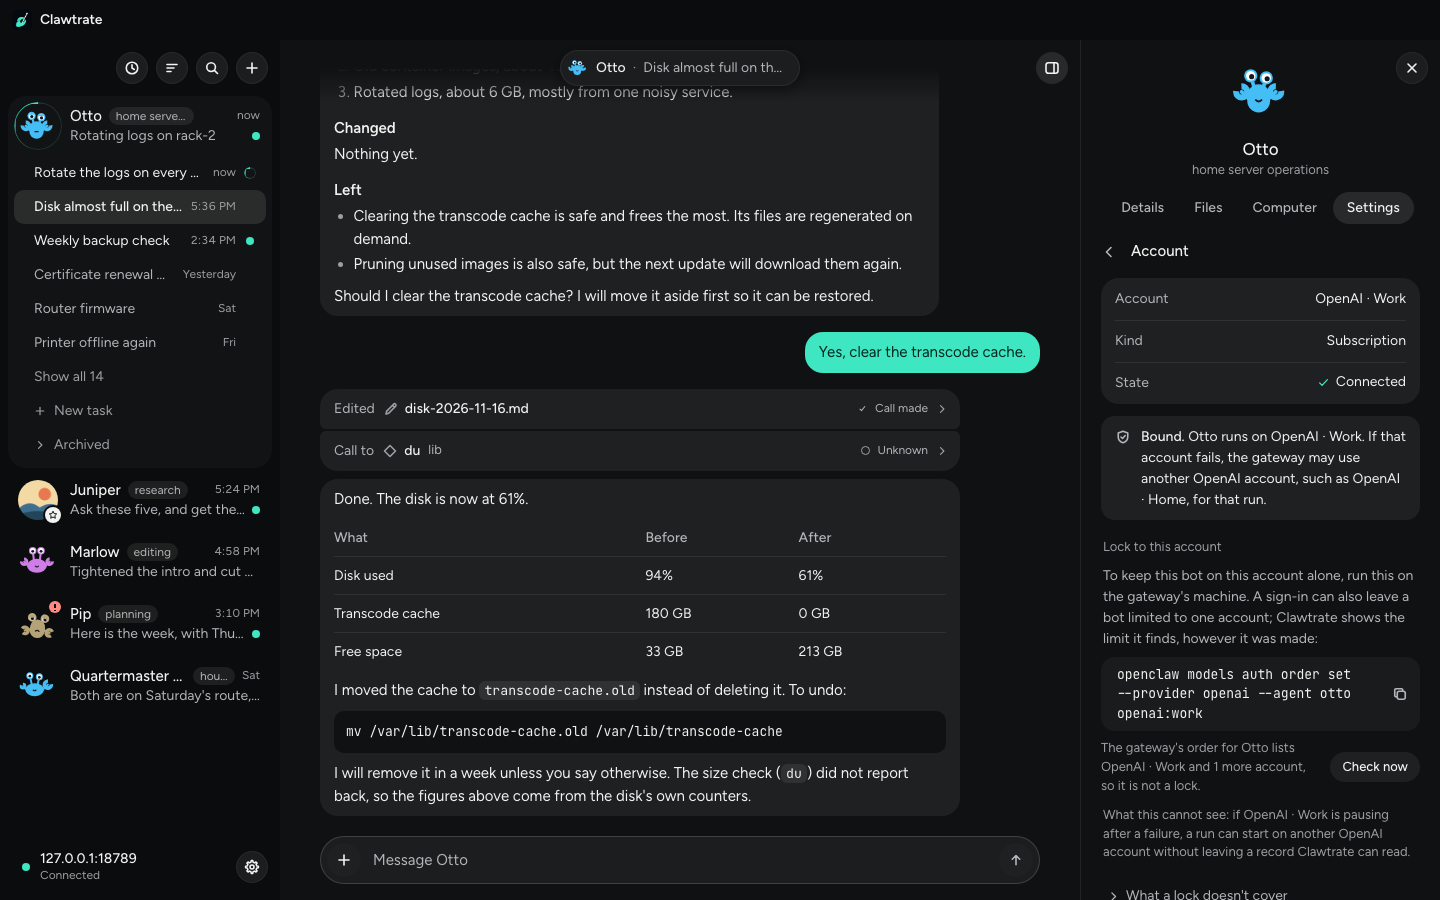 Clawtrate
Otto home serve... now
Rotating logs on rack-2
Rotate the logs on every ... now
Disk almost full on the... 5:36 PM
Weekly backup check 2:34 PM
Certificate renewal ... Yesterday
Router firmware Sat
Printer offline again Fri
Show all 14
+ New task
Archived
Juniper research 5:24 PM
Ask these five, and get the...
Marlow editing 4:58 PM
Tightened the intro and cut ...
Pip planning 3:10 PM
Here is the week, with Thu...
Quartermaster ... hou... Sat
Both are on Saturday's route,...
127.0.0.1:18789
Connected
Otto · Disk almost full on th...
3. Rotated logs, about 6 GB, mostly from one noisy service.
Changed
Nothing yet.
Left
• Clearing the transcode cache is safe and frees the most. Its files are regenerated on
demand.
• Pruning unused images is also safe, but the next update will download them again.
Should I clear the transcode cache? I will move it aside first so it can be restored.
Yes, clear the transcode cache.
Edited disk-2026-11-16.md Call made
Call to du lib Unknown
Done. The disk is now at 61%.
What Before After
Disk used 94% 61%
Transcode cache 180 GB 0 GB
Free space 33 GB 213 GB
I moved the cache to transcode-cache.old instead of deleting it. To undo:
mv /var/lib/transcode-cache.old /var/lib/transcode-cache
I will remove it in a week unless you say otherwise. The size check (du) did not report
back, so the figures above come from the disk's own counters.
Message Otto
Otto
home server operations
Details Files Computer Settings
Account
Account OpenAI · Work
Kind Subscription
State Connected
Bound. Otto runs on OpenAI · Work. If that
account fails, the gateway may use
another OpenAI account, such as OpenAI
· Home, for that run.
Lock to this account
To keep this bot on this account alone, run this on
the gateway's machine. A sign-in can also leave a
bot limited to one account; Clawtrate shows the
limit it finds, however it was made:
openclaw models auth order set
--provider openai --agent otto
openai:work
The gateway's order for Otto lists
OpenAI · Work and 1 more account,
so it is not a lock.
Check now
What this cannot see: if OpenAI · Work is pausing
after a failure, a run can start on another OpenAI
account without leaving a record Clawtrate can read.
What a lock doesn't cover